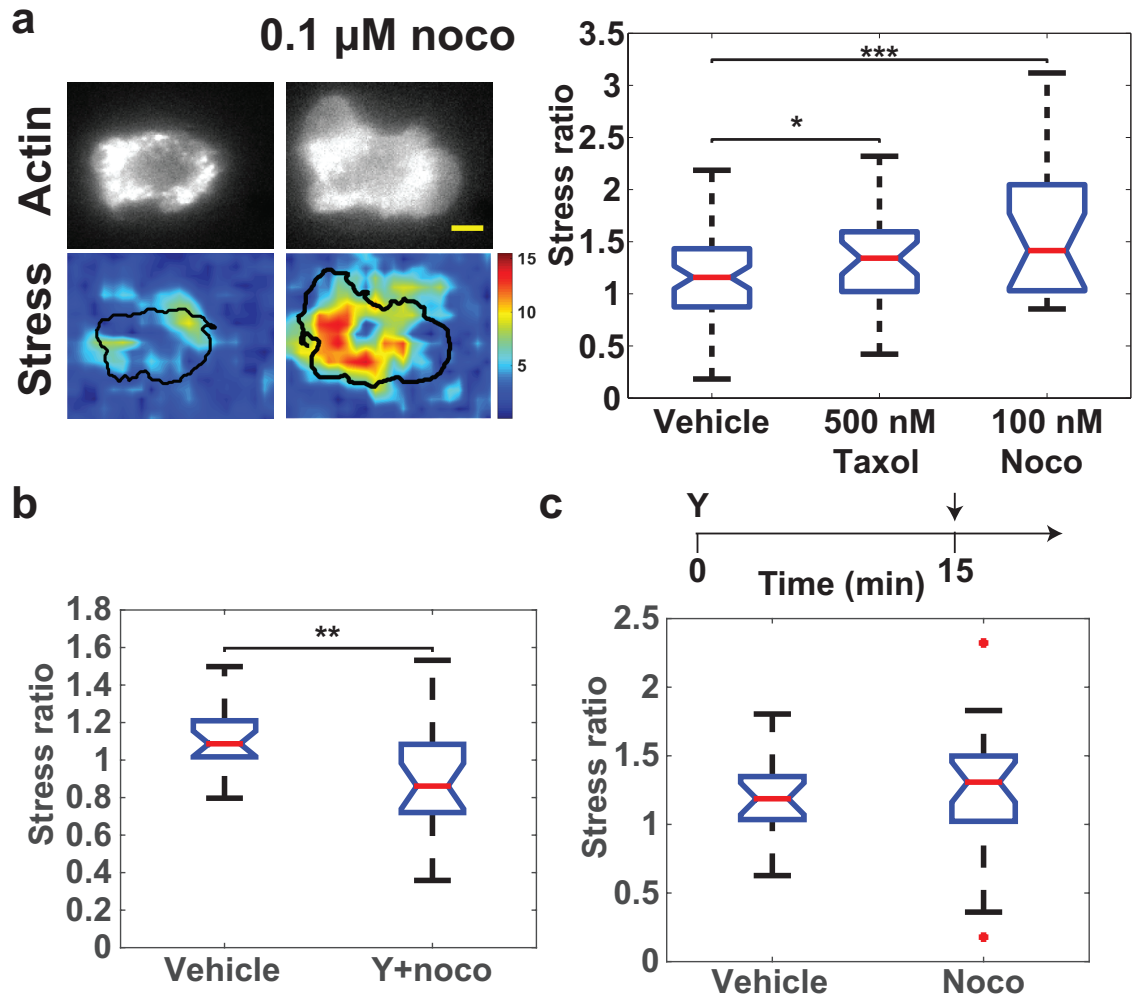 a
0.1 µM noco
Actin
Stress
15
10
5
Stress ratio
3.5
3
2.5
2
1.5
1
0.5
0
***
*
Vehicle
500 nM
Taxol
100 nM
Noco
b
Stress ratio
1.8
1.6
1.4
1.2
1
0.8
0.6
0.4
0.2
0
**
Vehicle
Y+noco
c
Y
0
Time (min)
15
Stress ratio
2.5
2
1.5
1
0.5
0
Vehicle
Noco